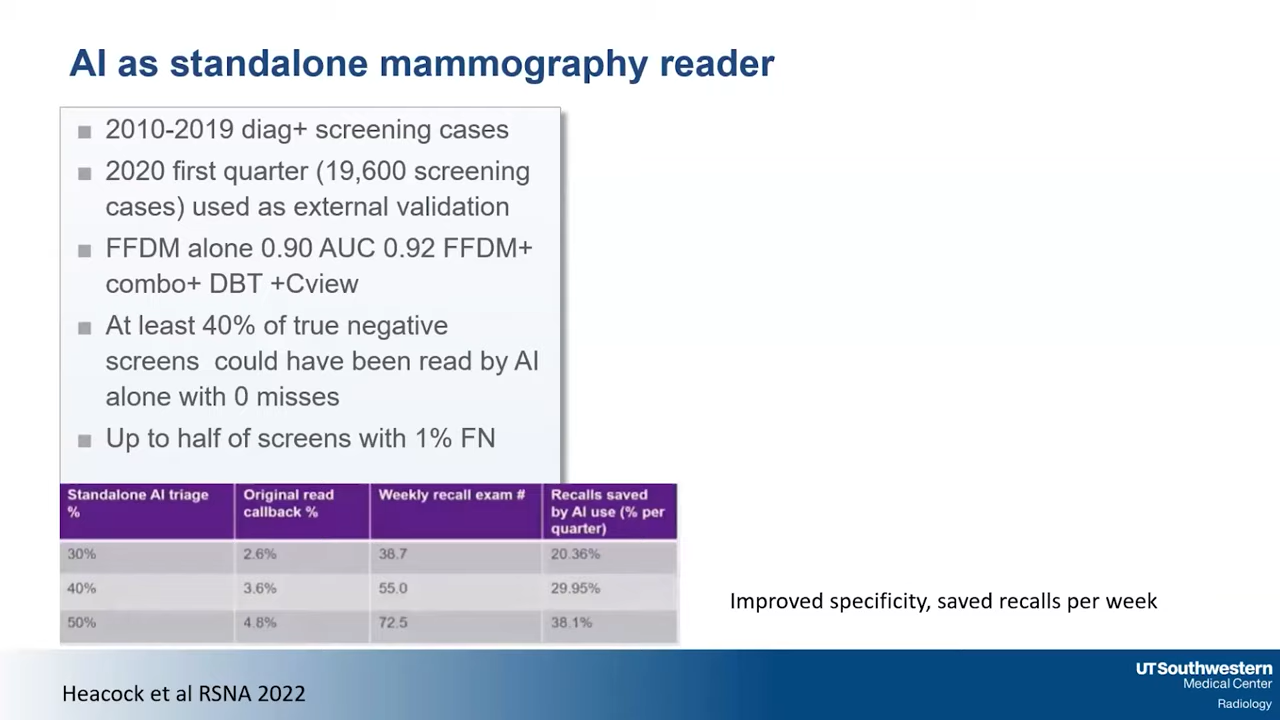 AI as standalone mammography reader
2010-2019 diag+ screening cases
2020 first quarter (19,600 screening
cases) used as external validation
FFDM alone 0.90 AUC 0.92 FFDM+
combo+ DBT +Cview
At least 40% of true negative
screens could have been read by AI
alone with 0 misses
Up to half of screens with 1% FN
Standalone AI triage % | Original read callback % | Weekly recall exam # | Recalls saved by AI use (% per quarter)
30% 2.6% 38.7 20.36%
40% 3.6% 55.0 29.95%
50% 4.8% 72.5 38.1%
Improved specificity, saved recalls per week
Heacock et al RSNA 2022
UTSouthwestern
Medical Center
Radiology